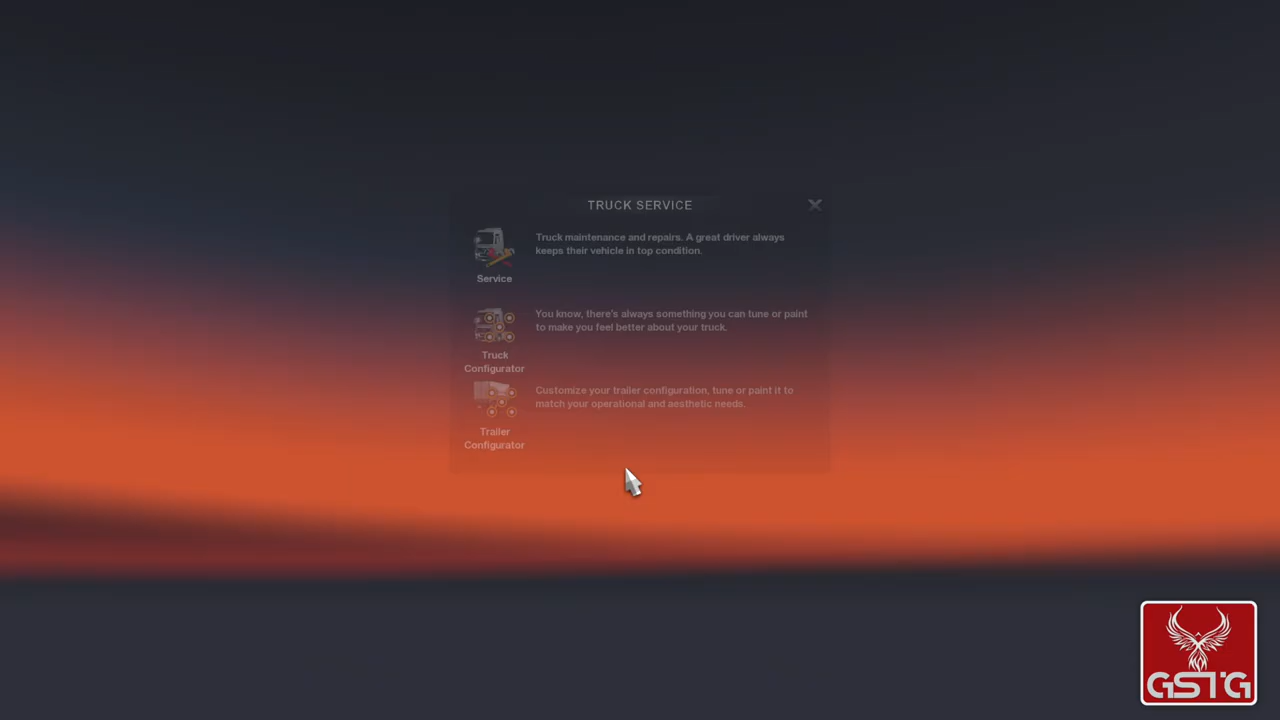 TRUCK SERVICE
Truck maintenance and repairs. A great driver always
keeps their vehicle in top condition.
Service
You know, there's always something you can tune or paint
to make you feel better about your truck.
Truck
Configurator
Customize your trailer configuration, tune or paint it to
match your operational and aesthetic needs.
Trailer
Configurator
GSTG